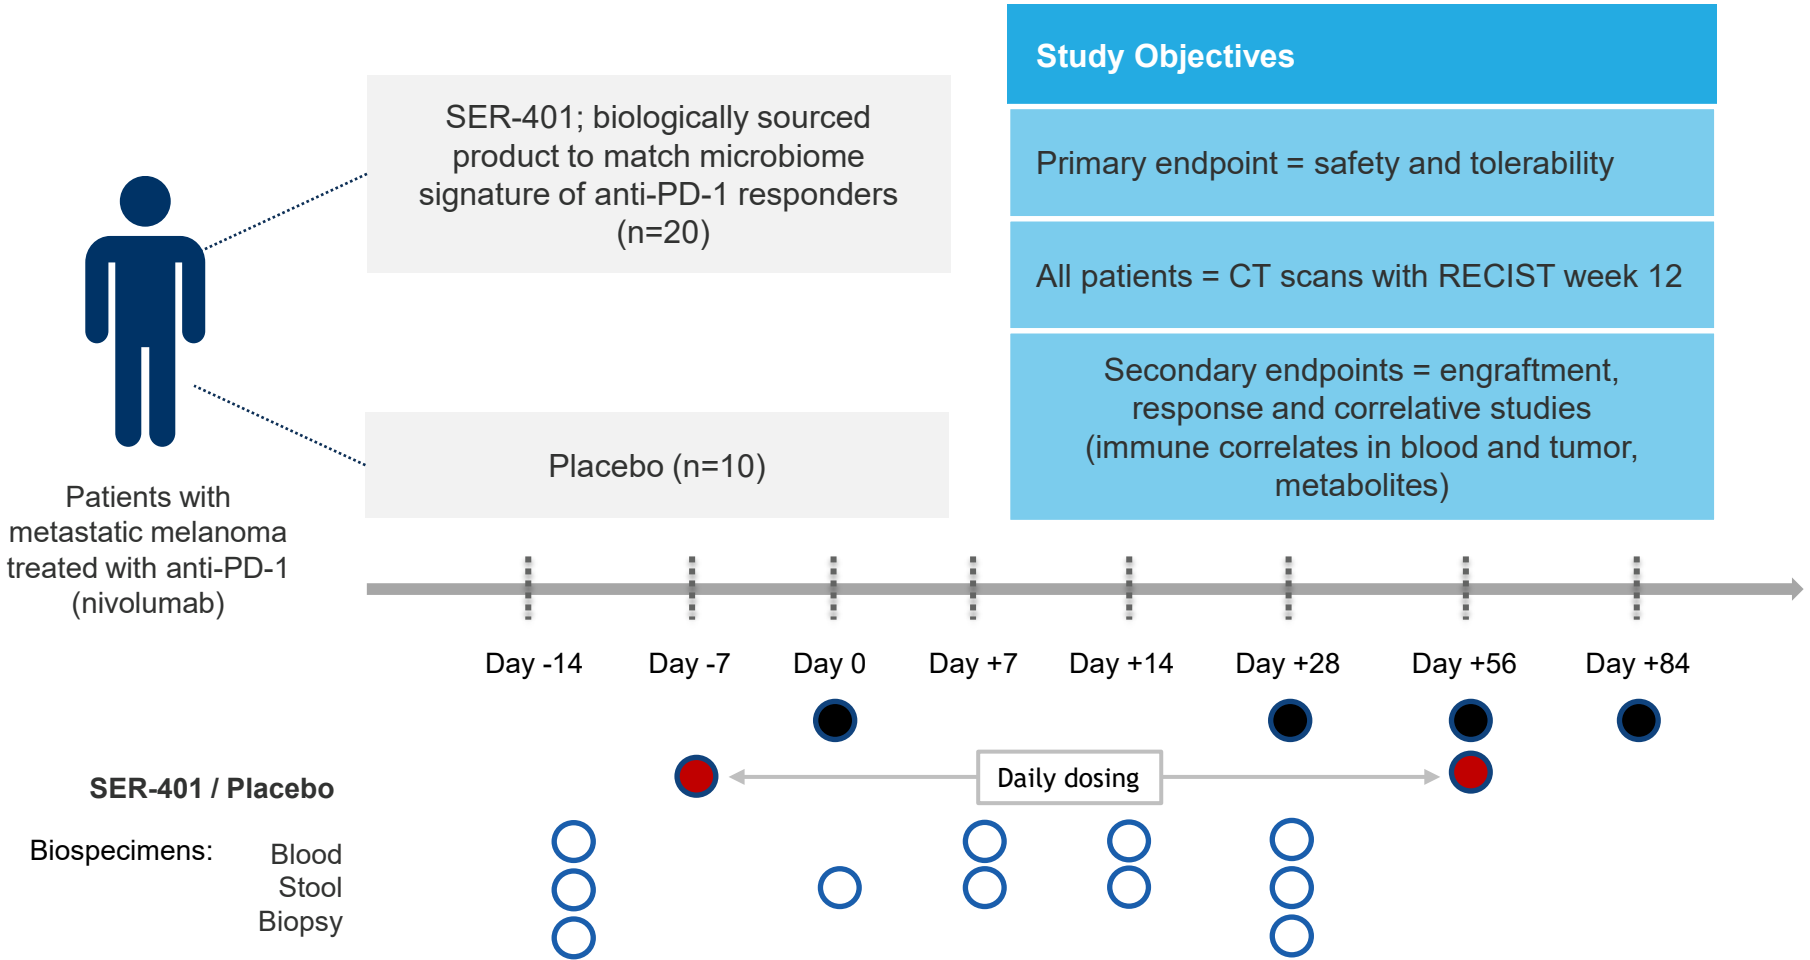 SER-401; biologically sourced
product to match microbiome
signature of anti-PD-1 responders
(n=20)
Placebo (n=10)
Patients with
metastatic melanoma
treated with anti-PD-1
(nivolumab)
Study Objectives
Primary endpoint = safety and tolerability
All patients = CT scans with RECIST week 12
Secondary endpoints = engraftment,
response and correlative studies
(immune correlates in blood and tumor,
metabolites)
Day -14 Day -7 Day 0 Day +7 Day +14 Day +28 Day +56 Day +84
SER-401 / Placebo
Daily dosing
Biospecimens:
Blood
Stool
Biopsy